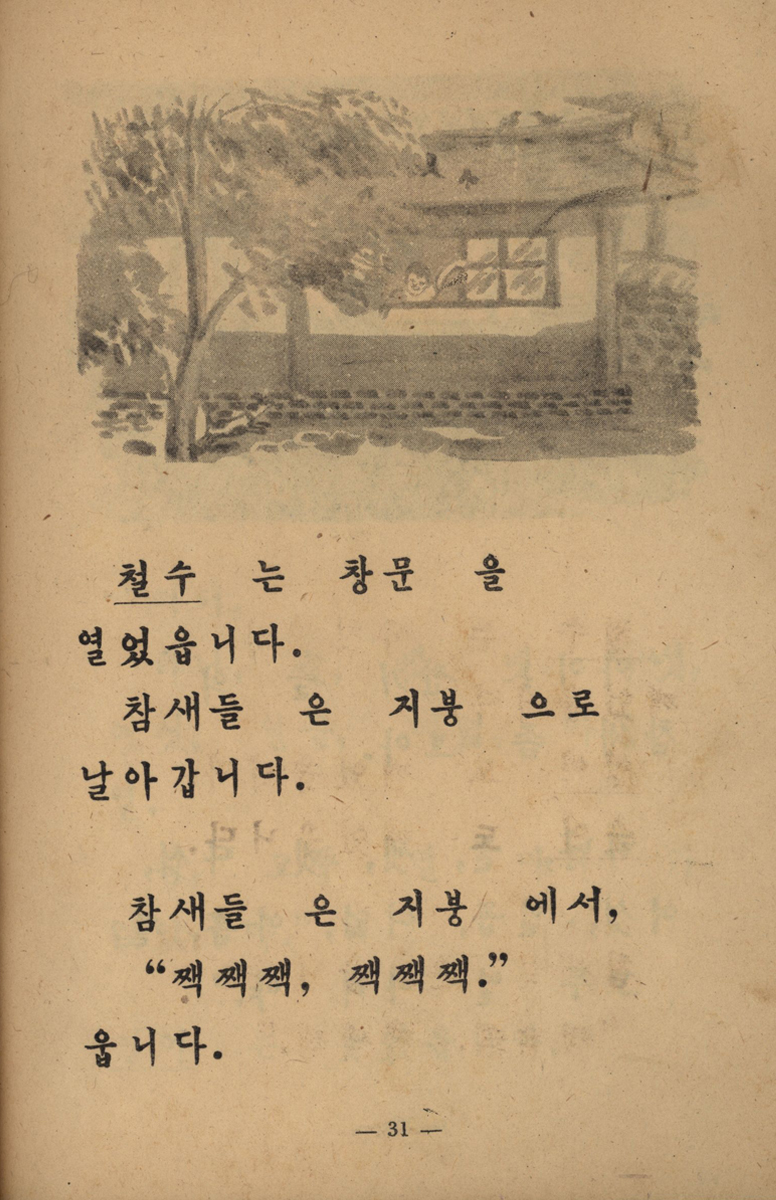 철수 는 창문 을
열었읍니다.
참새들 은 지붕 으로
날아갑니다.
참새들 은 지붕 에서,
“짹짹짹, 짹짹짹.”
웁니다.
— 31 —